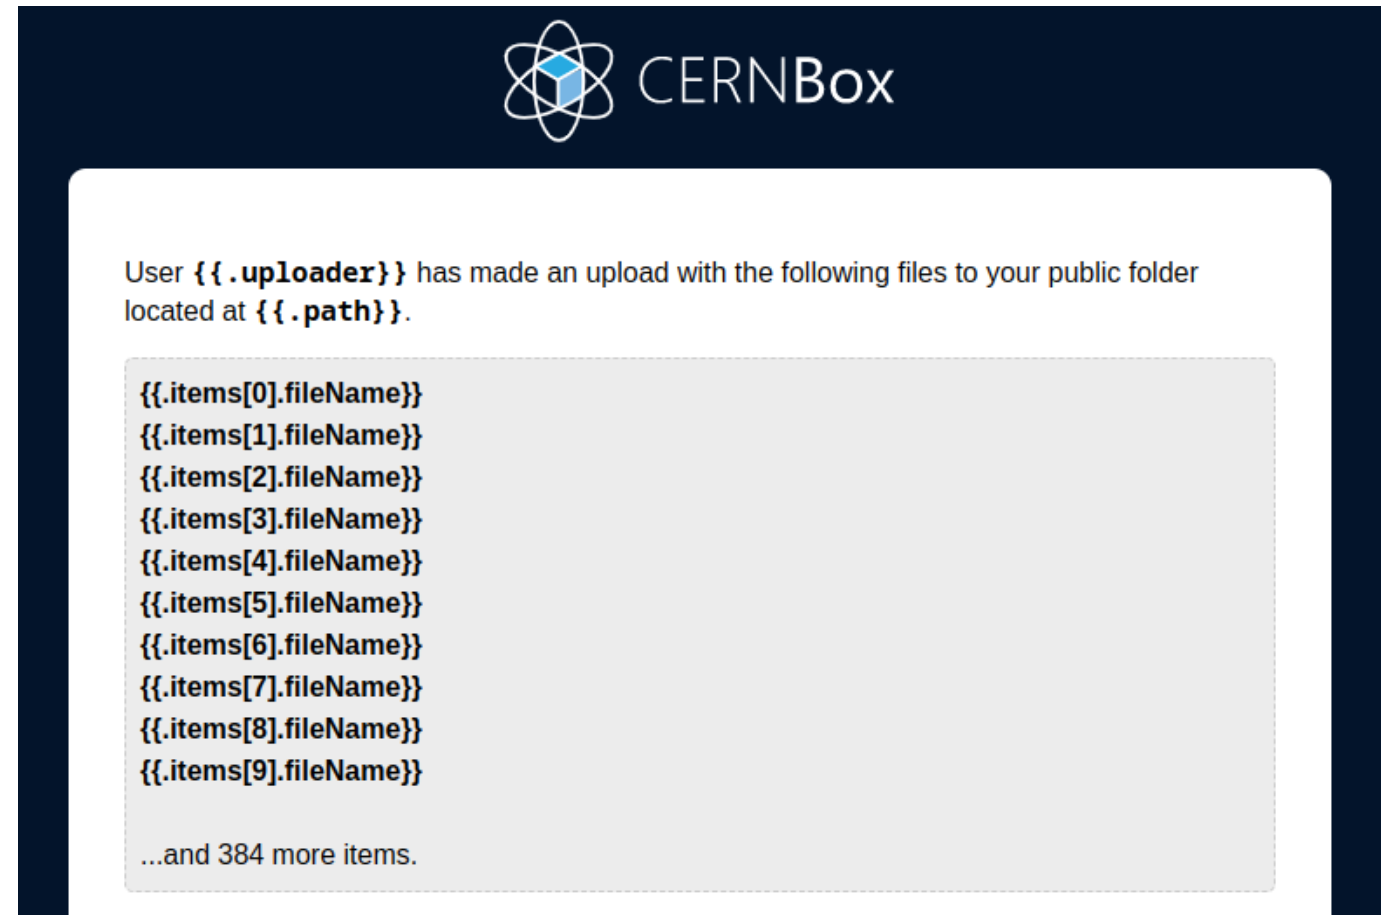 CERNBox
User {{.uploader}} has made an upload with the following files to your public folder
located at {{.path}}.
{{.items[0].fileName}}
{{.items[1].fileName}}
{{.items[2].fileName}}
{{.items[3].fileName}}
{{.items[4].fileName}}
{{.items[5].fileName}}
{{.items[6].fileName}}
{{.items[7].fileName}}
{{.items[8].fileName}}
{{.items[9].fileName}}
...and 384 more items.